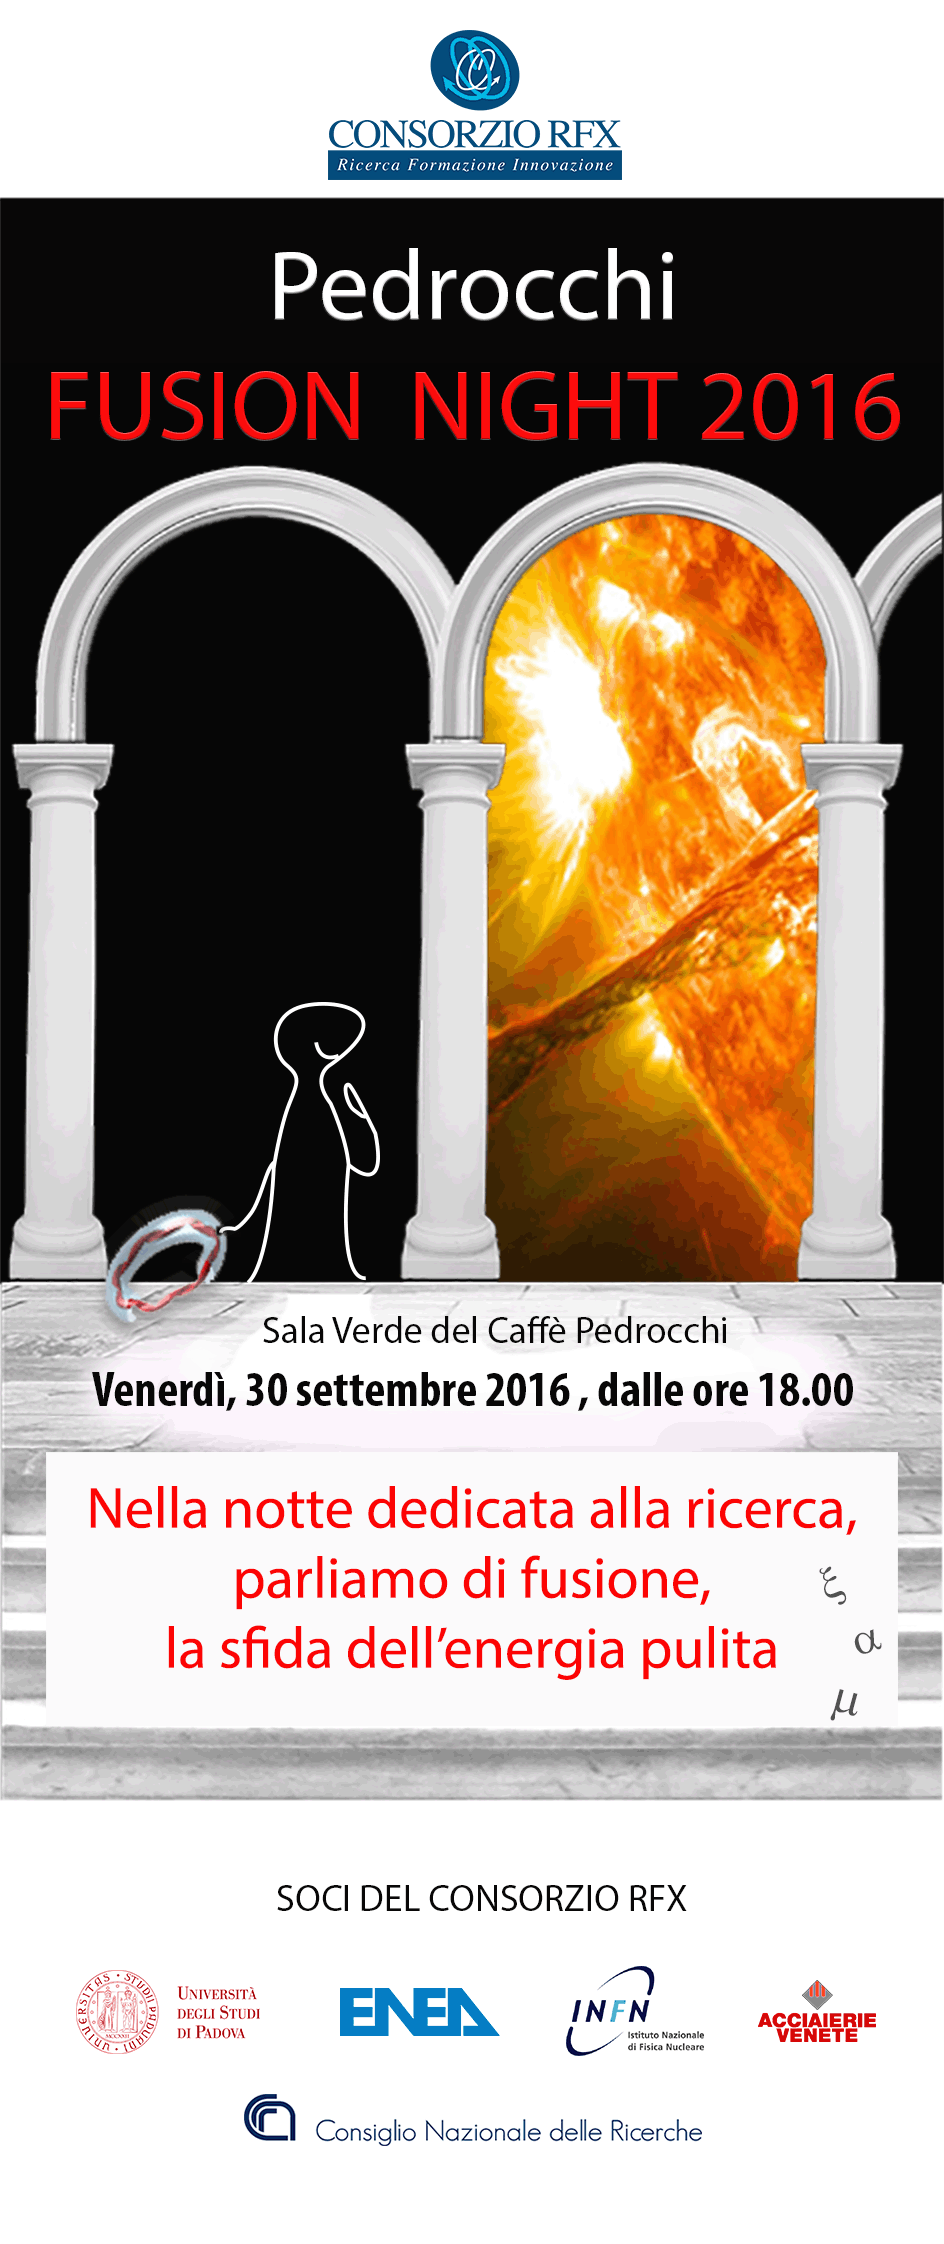 CONSORZIO RFX
Ricerca Formazione Innovazione
Pedrocchi
FUSION NIGHT 2016
Sala Verde del Caffè Pedrocchi
Venerdì, 30 settembre 2016 , dalle ore 18.00
Nella notte dedicata alla ricerca,
parliamo di fusione,
la sfida dell’energia pulita
ξ
α
μ
SOCI DEL CONSORZIO RFX
UNIVERSITÀ
DEGLI STUDI
DI PADOVA
ENEA
INFN
Istituto Nazionale
di Fisica Nucleare
ACCIAIERIE
VENETE
Consiglio Nazionale delle Ricerche